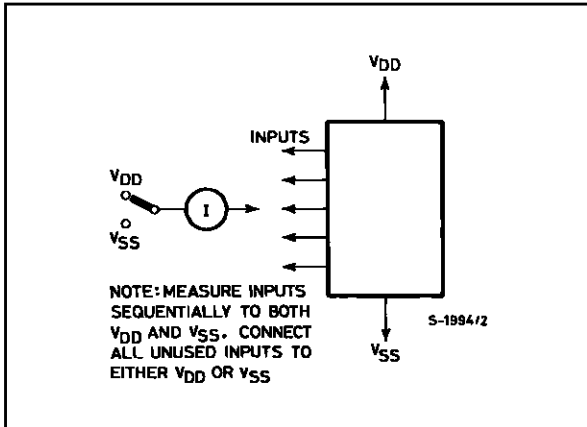 VDD
INPUTS
VDD
I
VSS
NOTE: MEASURE INPUTS
SEQUENTIALLY TO BOTH
VDD AND VSS. CONNECT
ALL UNUSED INPUTS TO
EITHER VDD OR VSS
S-1994/2
VSS